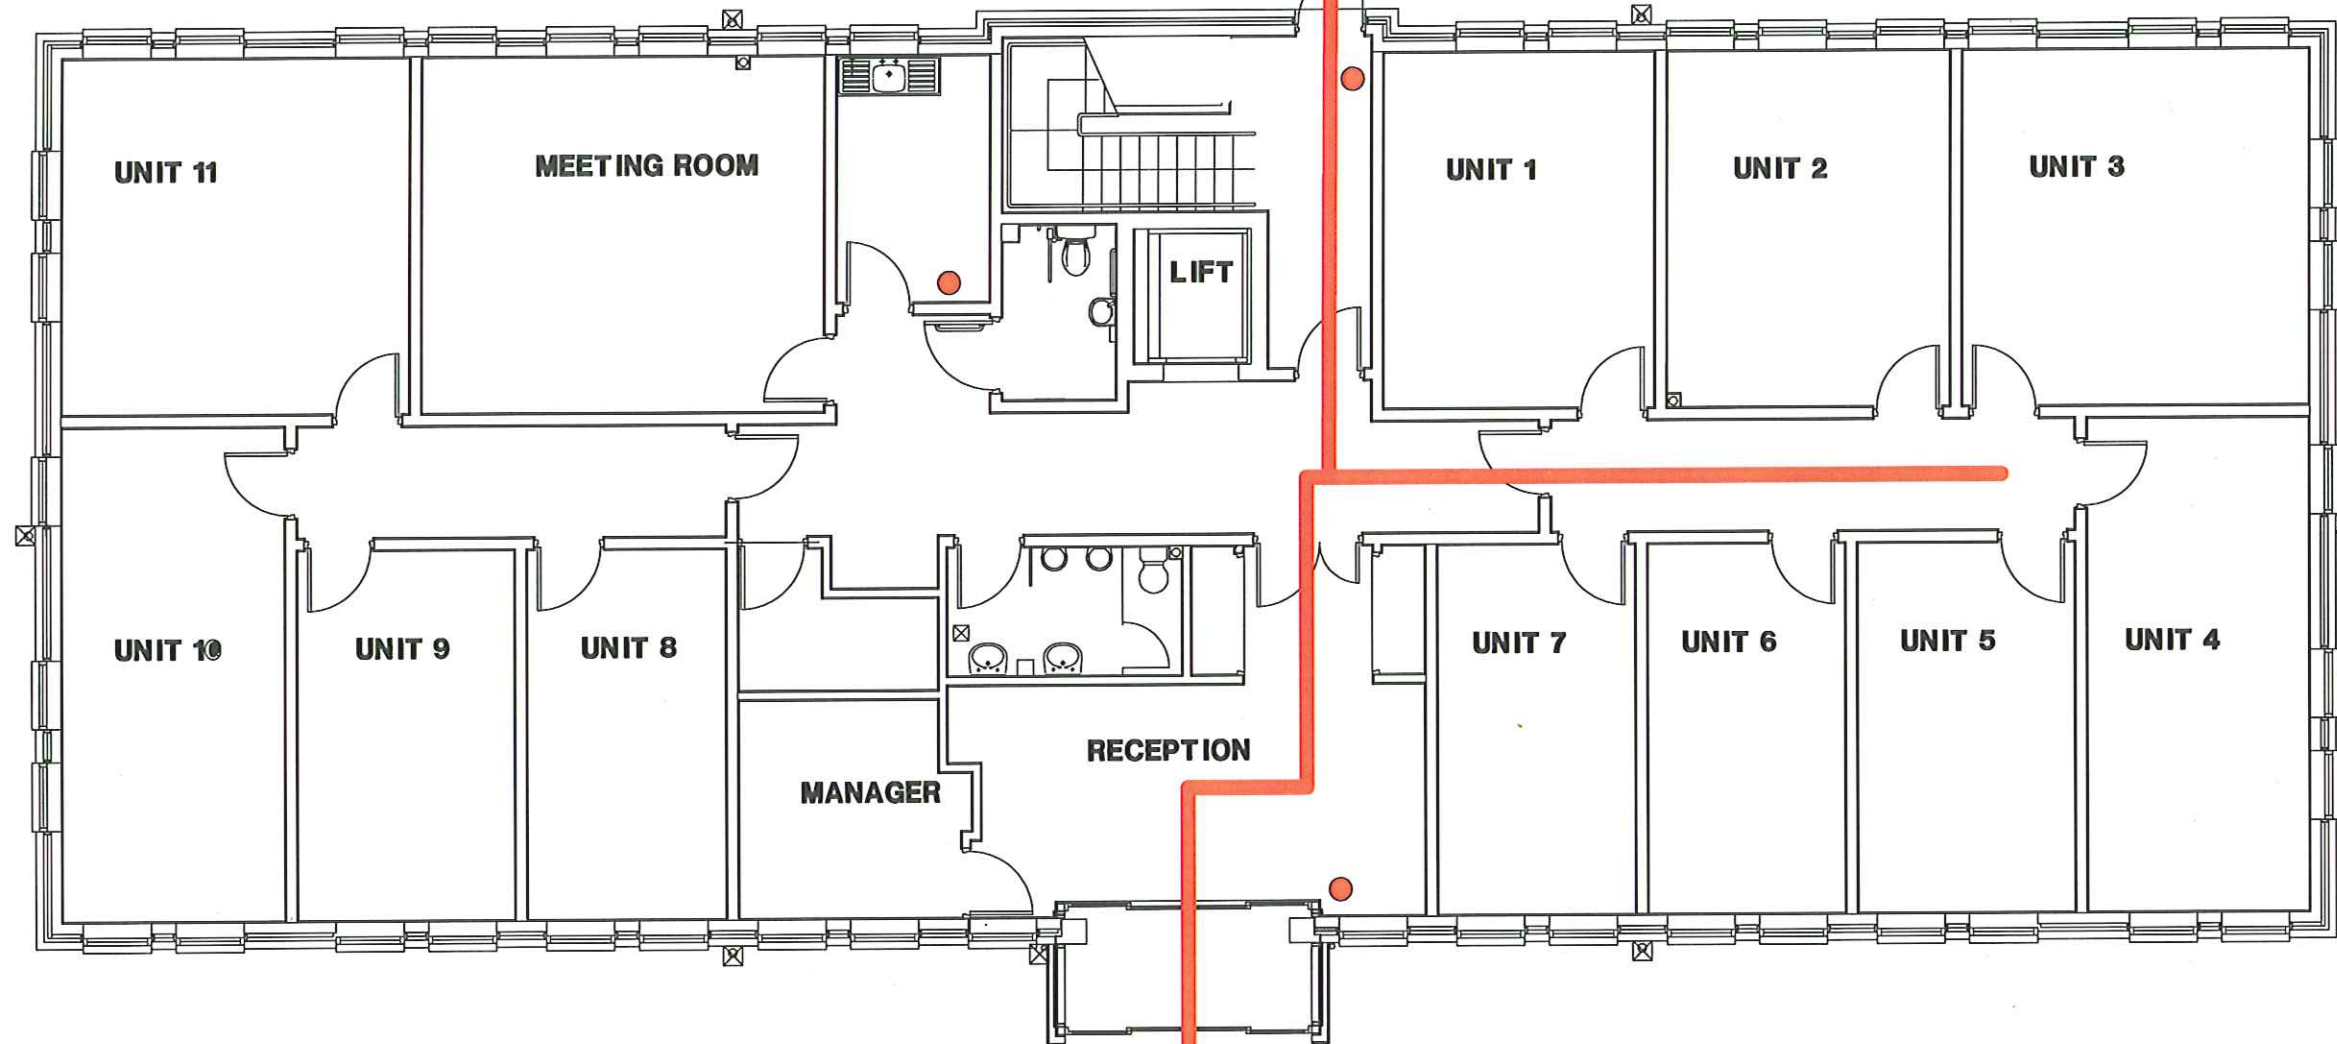 UNIT 11
MEETING ROOM
UNIT 1
UNIT 2
UNIT 3
LIFT
UNIT 10
UNIT 9
UNIT 8
UNIT 7
UNIT 6
UNIT 5
UNIT 4
RECEPTION
MANAGER